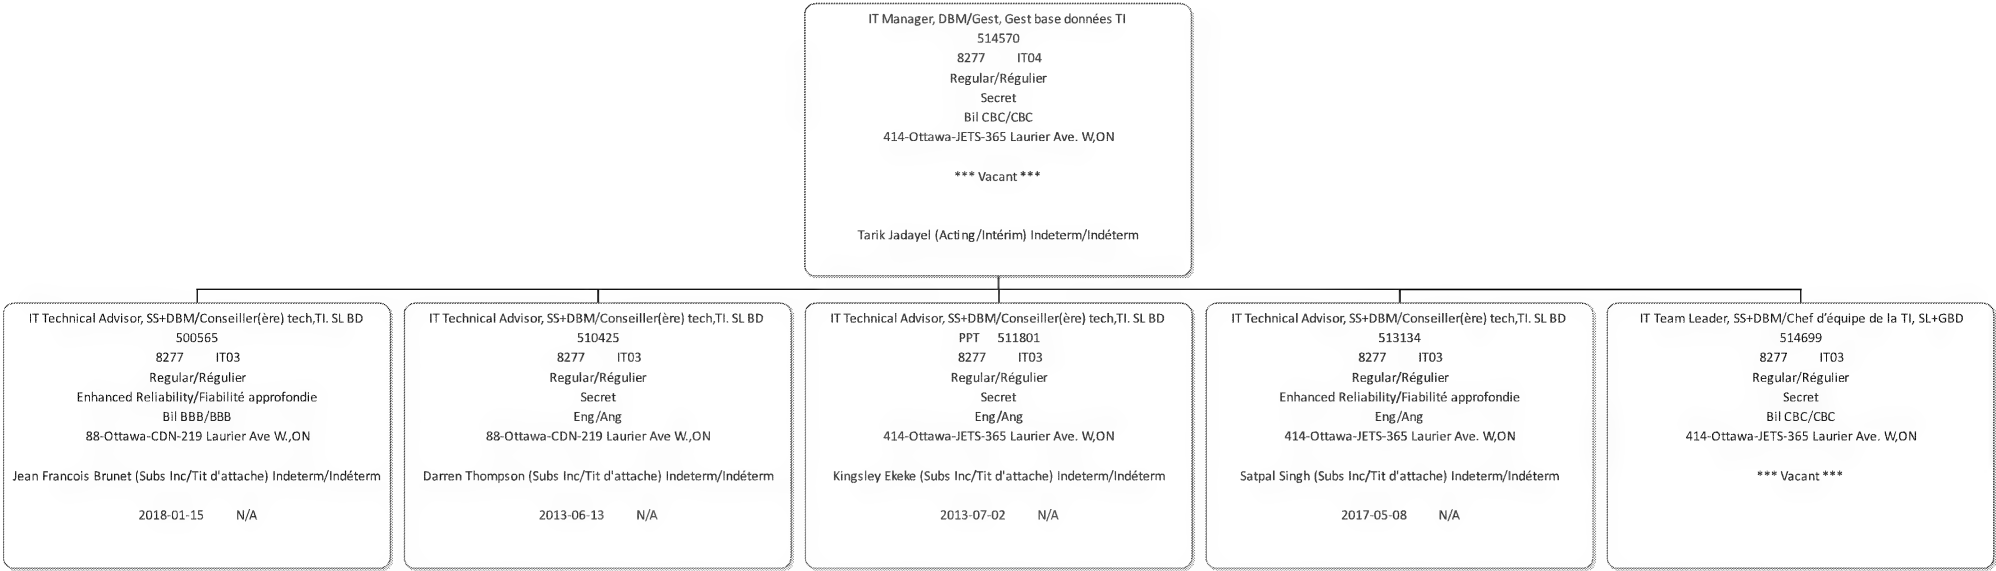 IT Manager, DBM/Gest, Gest base données TI
514570
8277 IT04
Regular/Régulier
Secret
Bil CBC/CBC
414-Ottawa-JETS-365 Laurier Ave. W,ON
*** Vacant ***
Tarik Jadayel (Acting/Intérim) Indeterm/Indéterm
IT Technical Advisor, SS+DBM/Conseiller(ère) tech,TI. SL BD
500565
8277 IT03
Regular/Régulier
Enhanced Reliability/Fiabilité approfondie
Bil BBB/BBB
88-Ottawa-CDN-219 Laurier Ave W.,ON
Jean Francois Brunet (Subs Inc/Tit d'attache) Indeterm/Indéterm
2018-01-15 N/A
IT Technical Advisor, SS+DBM/Conseiller(ère) tech,TI. SL BD
510425
8277 IT03
Regular/Régulier
Secret
Eng/Ang
88-Ottawa-CDN-219 Laurier Ave W.,ON
Darren Thompson (Subs Inc/Tit d'attache) Indeterm/Indéterm
2013-06-13 N/A
IT Technical Advisor, SS+DBM/Conseiller(ère) tech,TI. SL BD
PPT 511801
8277 IT03
Regular/Régulier
Secret
Eng/Ang
414-Ottawa-JETS-365 Laurier Ave. W,ON
Kingsley Ekeke (Subs Inc/Tit d'attache) Indeterm/Indéterm
2013-07-02 N/A
IT Technical Advisor, SS+DBM/Conseiller(ère) tech,TI. SL BD
513134
8277 IT03
Regular/Régulier
Enhanced Reliability/Fiabilité approfondie
Eng/Ang
414-Ottawa-JETS-365 Laurier Ave. W,ON
Satpal Singh (Subs Inc/Tit d'attache) Indeterm/Indéterm
2017-05-08 N/A
IT Team Leader, SS+DBM/Chef d’équipe de la TI, SL+GBD
514699
8277 IT03
Regular/Régulier
Secret
Bil CBC/CBC
414-Ottawa-JETS-365 Laurier Ave. W,ON
*** Vacant ***